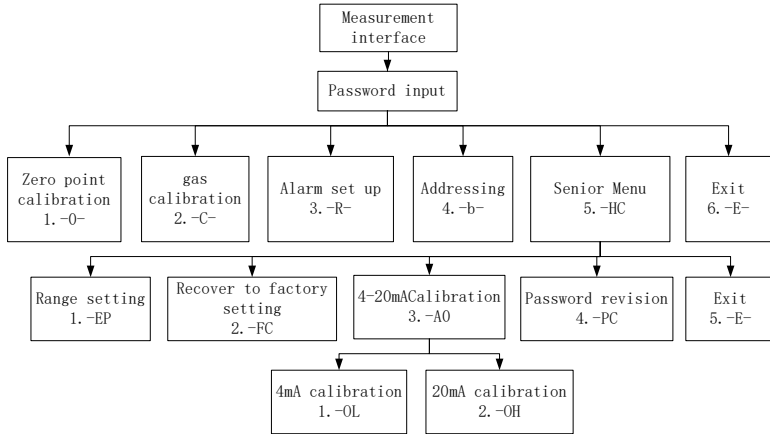 Measurement
interface
Password input
Zero point
calibration
1.-0-
gas
calibration
2.-C-
Alarm set up
3.-R-
Addressing
4.-b-
Senior Menu
5.-HC
Exit
6.-E-
Range setting
1.-EP
Recover to factory
setting
2.-FC
4-20mACalibration
3.-A0
Password revision
4.-PC
Exit
5.-E-
4mA calibration
1.-OL
20mA calibration
2.-OH